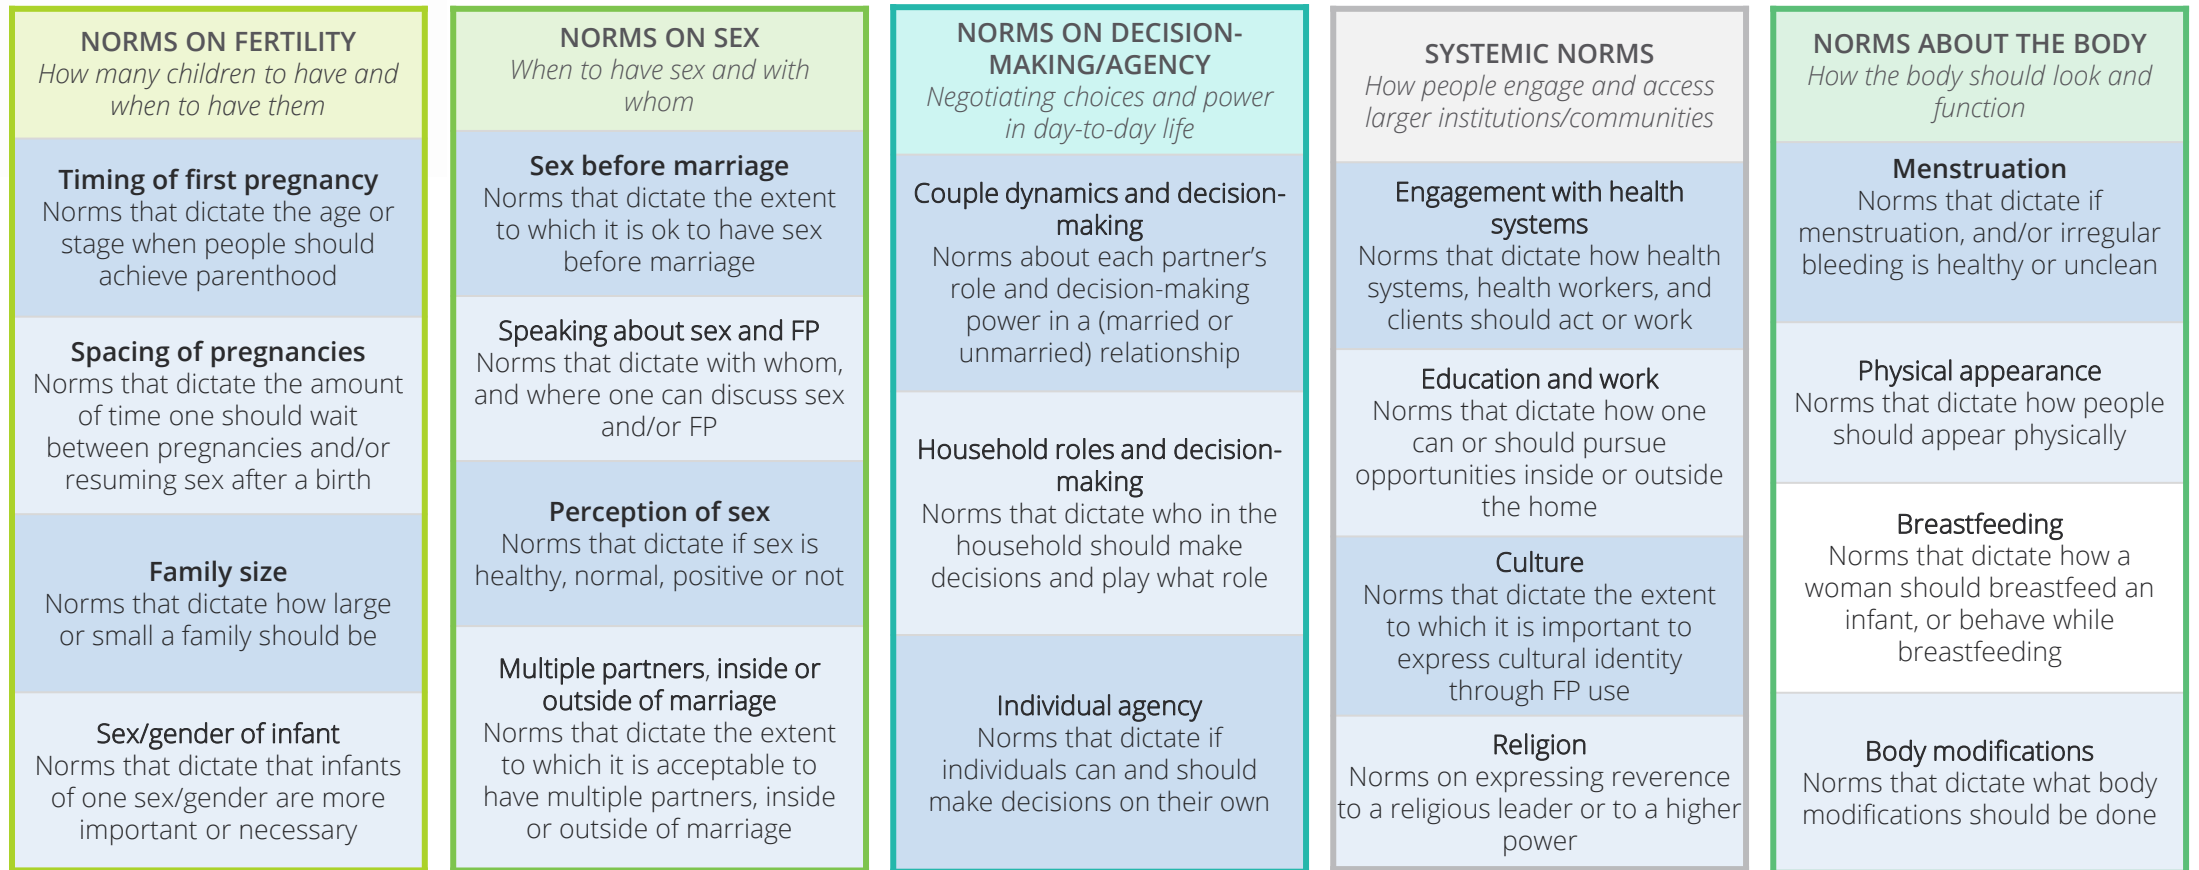 NORMS ON FERTILITY
How many children to have and
when to have them
Timing of first pregnancy
Norms that dictate the age or
stage when people should
achieve parenthood
Spacing of pregnancies
Norms that dictate the amount
of time one should wait
between pregnancies and/or
resuming sex after a birth
Family size
Norms that dictate how large
or small a family should be
Sex/gender of infant
Norms that dictate that infants
of one sex/gender are more
important or necessary
NORMS ON SEX
When to have sex and with
whom
Sex before marriage
Norms that dictate the extent
to which it is ok to have sex
before marriage
Speaking about sex and FP
Norms that dictate with whom,
and where one can discuss sex
and/or FP
Perception of sex
Norms that dictate if sex is
healthy, normal, positive or not
Multiple partners, inside or
outside of marriage
Norms that dictate the extent
to which it is acceptable to
have multiple partners, inside
or outside of marriage
NORMS ON DECISION-
MAKING/AGENCY
Negotiating choices and power
in day-to-day life
Couple dynamics and decision-
making
Norms about each partner’s
role and decision-making
power in a (married or
unmarried) relationship
Household roles and decision-
making
Norms that dictate who in the
household should make
decisions and play what role
Individual agency
Norms that dictate if
individuals can and should
make decisions on their own
SYSTEMIC NORMS
How people engage and access
larger institutions/communities
Engagement with health
systems
Norms that dictate how health
systems, health workers, and
clients should act or work
Education and work
Norms that dictate how one
can or should pursue
opportunities inside or outside
the home
Culture
Norms that dictate the extent
to which it is important to
express cultural identity
through FP use
Religion
Norms on expressing reverence
to a religious leader or to a higher
power
NORMS ABOUT THE BODY
How the body should look and
function
Menstruation
Norms that dictate if
menstruation, and/or irregular
bleeding is healthy or unclean
Physical appearance
Norms that dictate how people
should appear physically
Breastfeeding
Norms that dictate how a
woman should breastfeed an
infant, or behave while
breastfeeding
Body modifications
Norms that dictate what body
modifications should be done